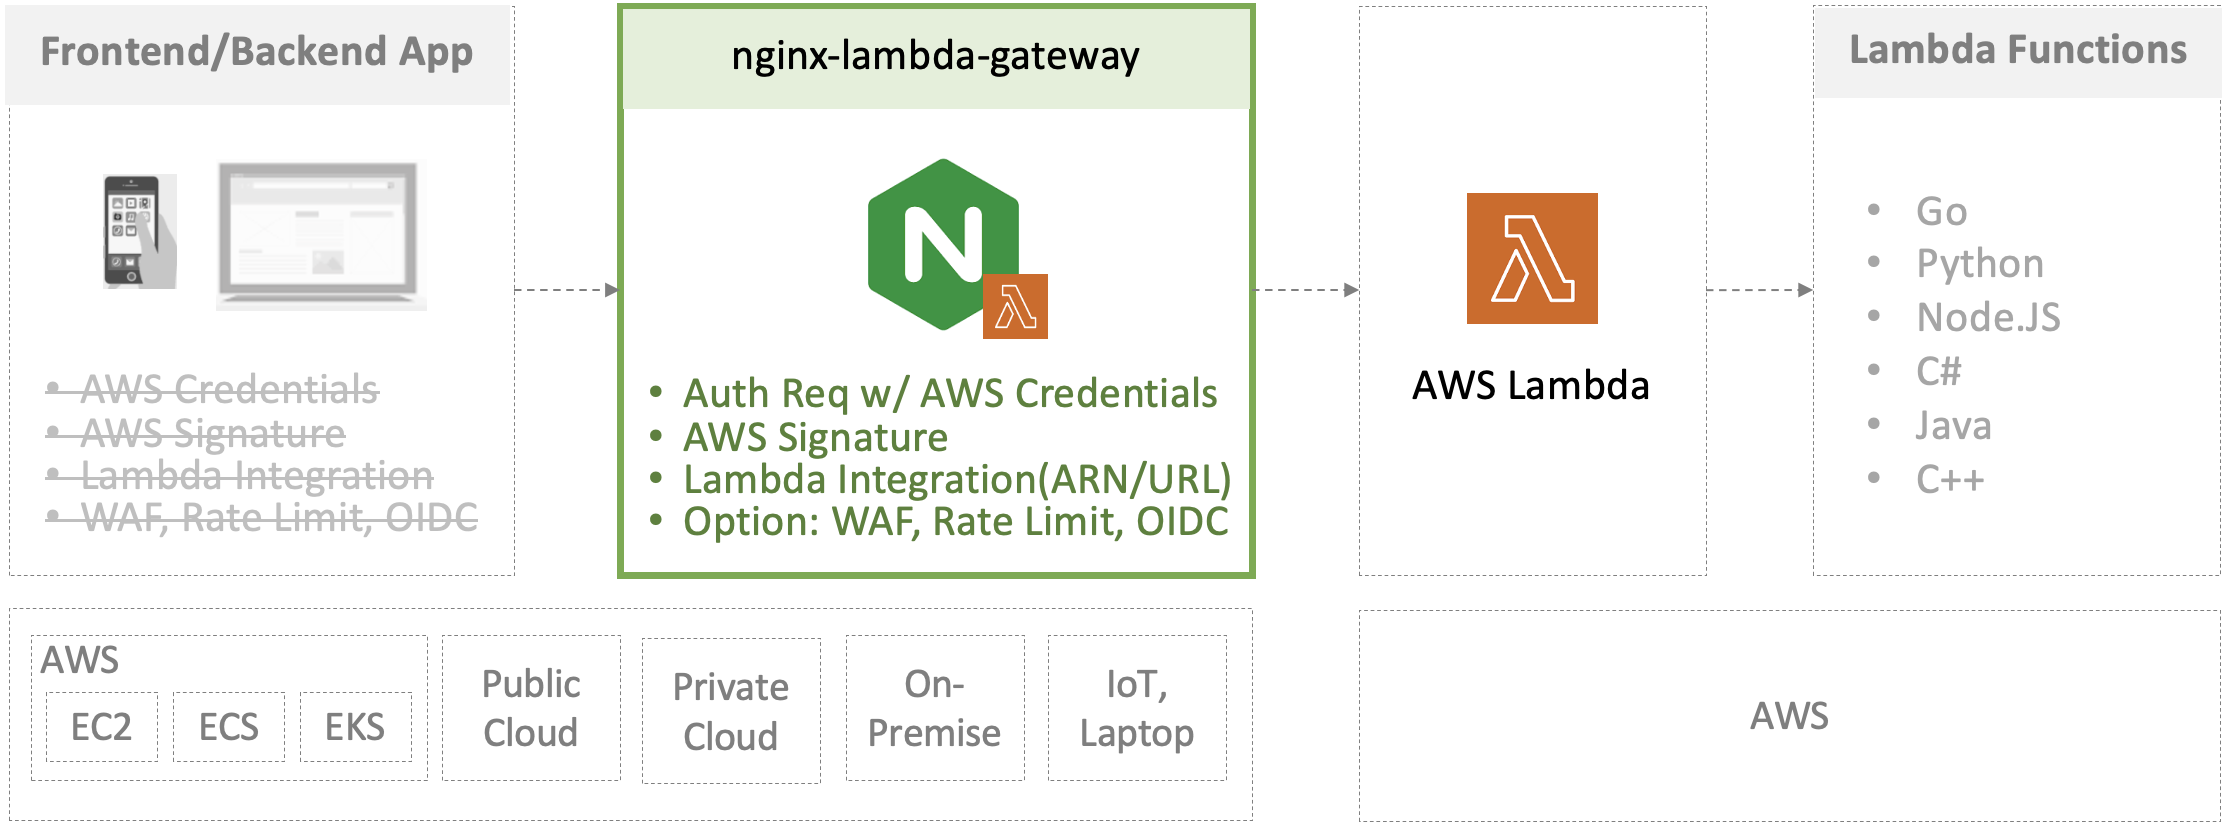 Frontend/Backend App
• AWS Credentials
• AWS Signature
• Lambda Integration
• WAF, Rate Limit, OIDC
nginx-lambda-gateway
N
• Auth Req w/ AWS Credentials
• AWS Signature
• Lambda Integration(ARN/URL)
• Option: WAF, Rate Limit, OIDC
AWS Lambda
Lambda Functions
• Go
• Python
• Node.JS
• C#
• Java
• C++
AWS
EC2
ECS
EKS
Public
Cloud
Private
Cloud
On-
Premise
IoT,
Laptop
AWS